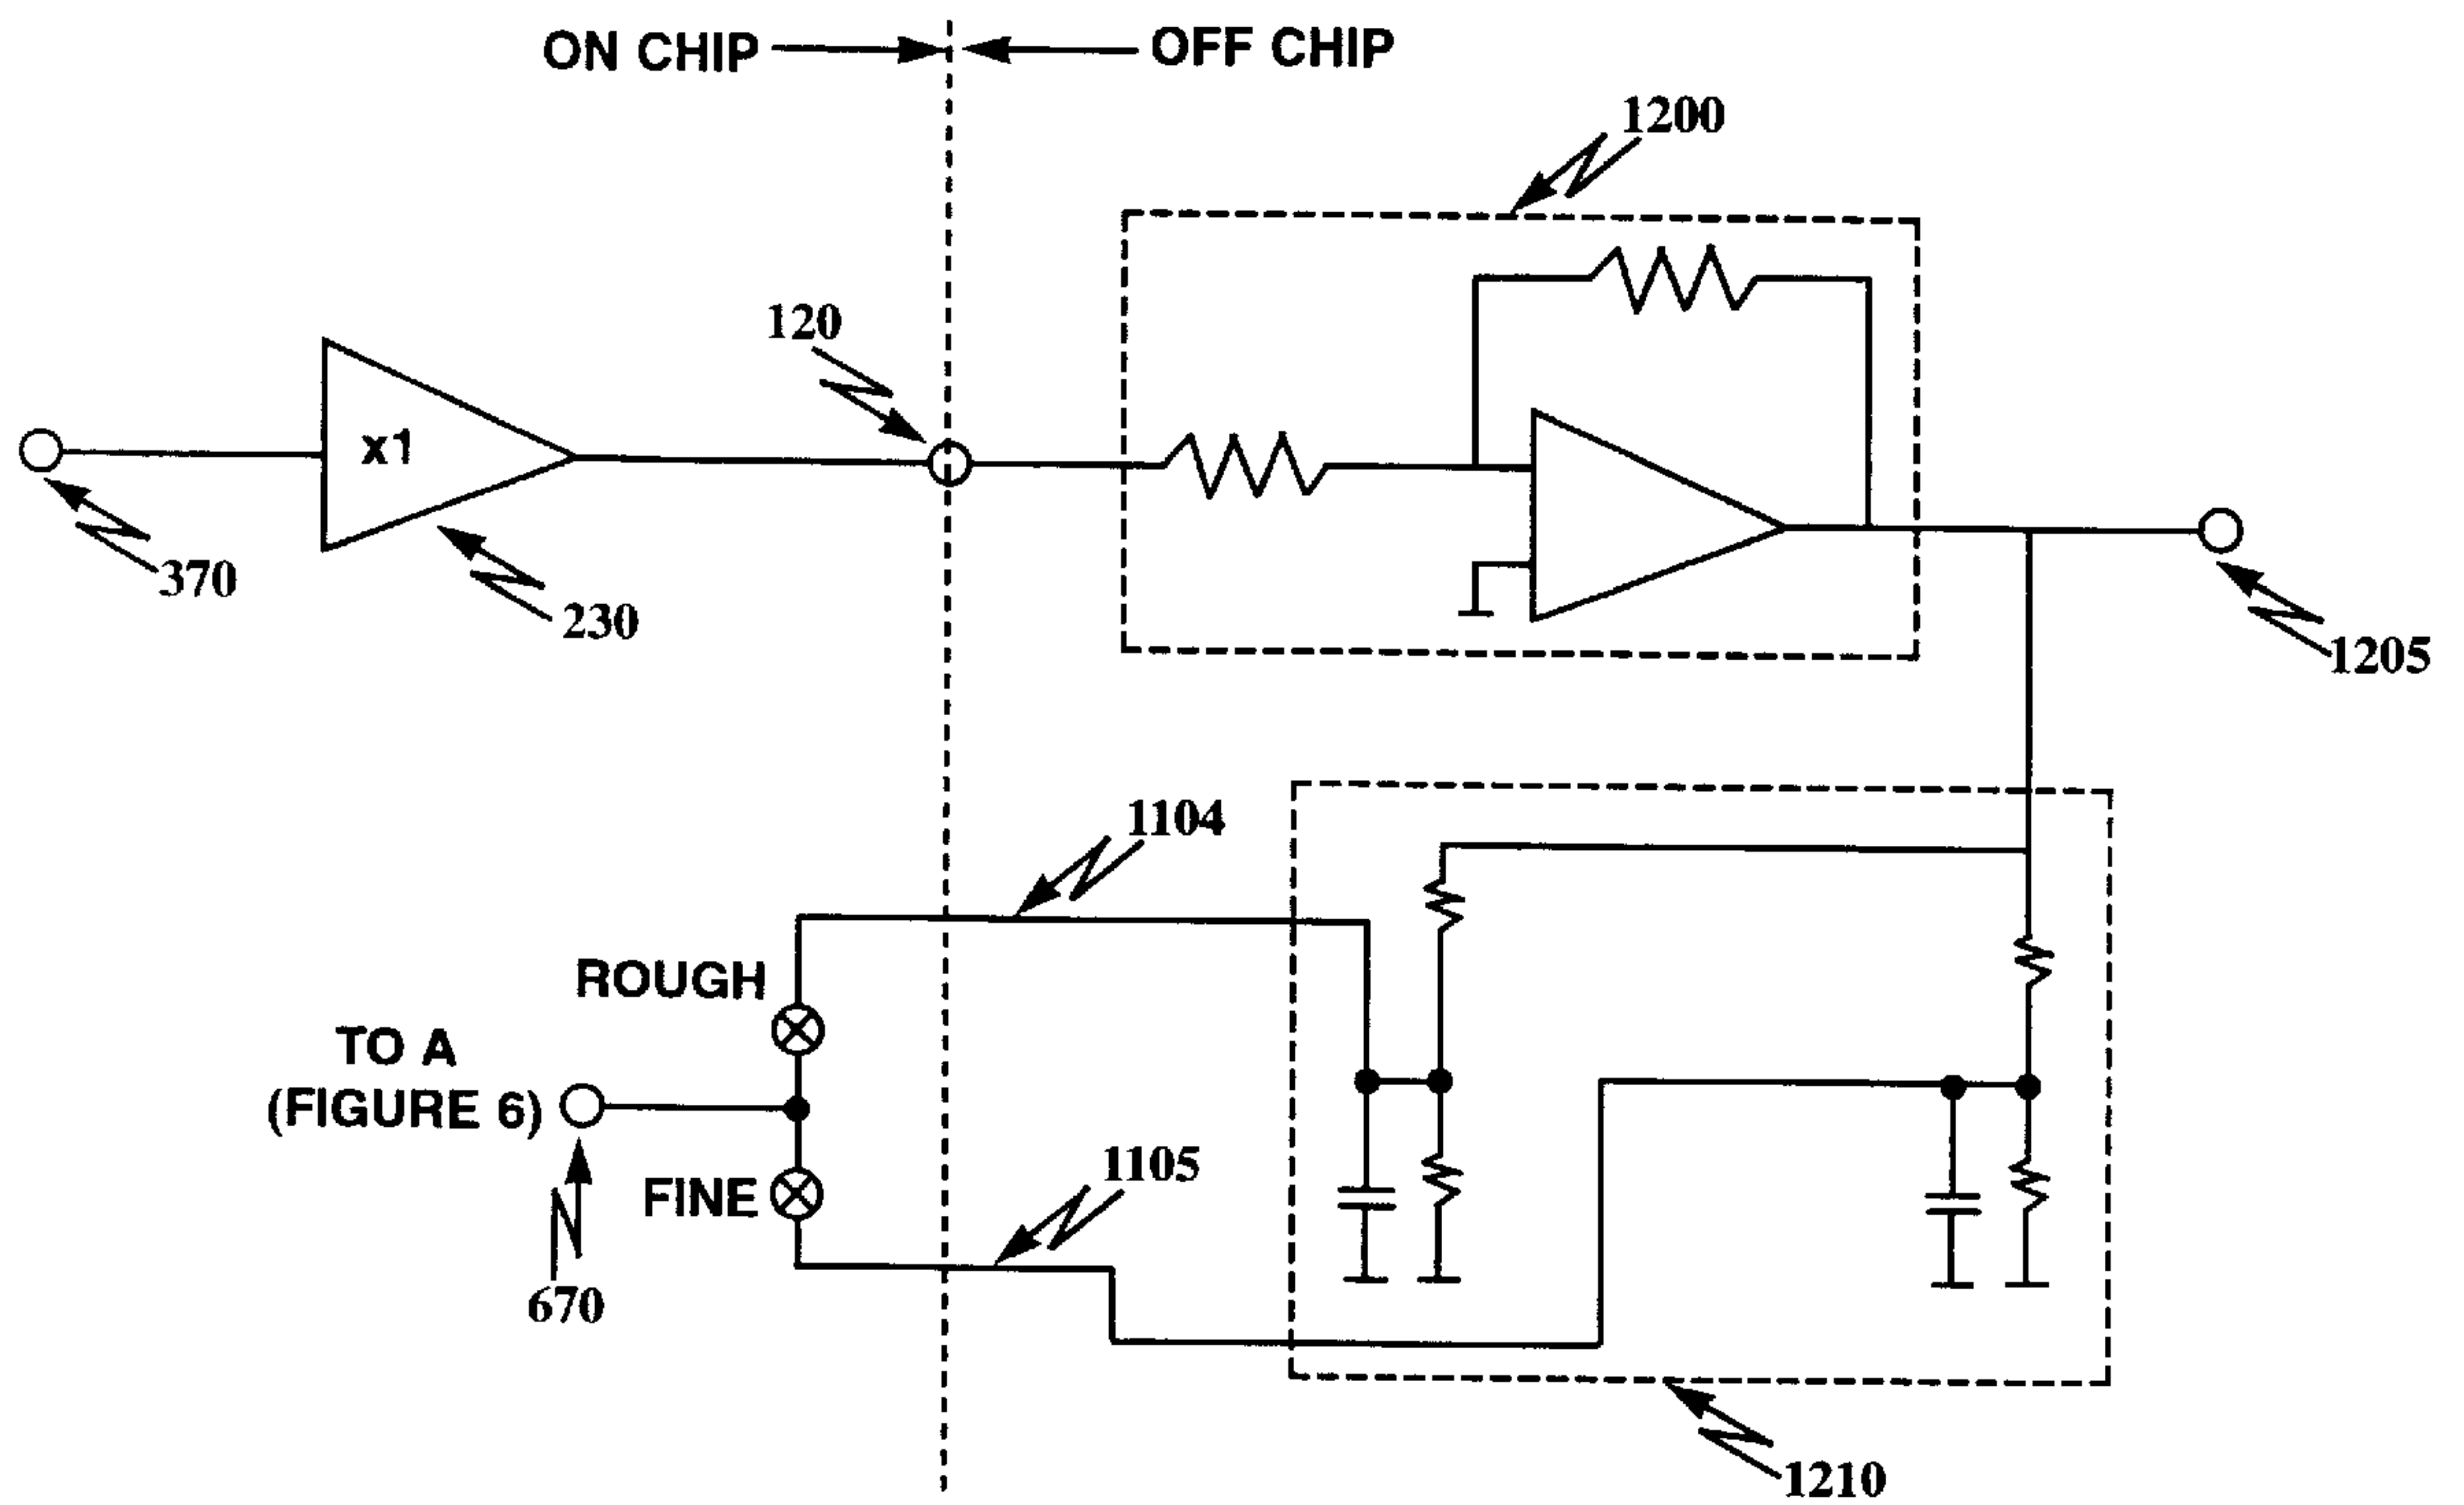 ON CHIP
OFF CHIP
1200
120
x1
370
230
1205
1104
ROUGH
TO A
(FIGURE 6)
1105
FINE
670
1210